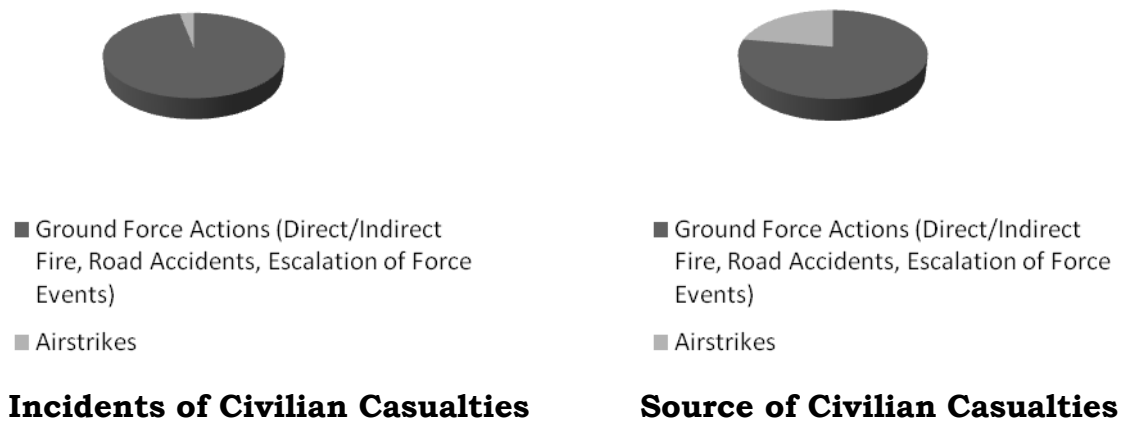 Ground Force Actions (Direct/Indirect
Fire, Road Accidents, Escalation of Force
Events)
Airstrikes
Incidents of Civilian Casualties
Ground Force Actions (Direct/Indirect
Fire, Road Accidents, Escalation of Force
Events)
Airstrikes
Source of Civilian Casualties